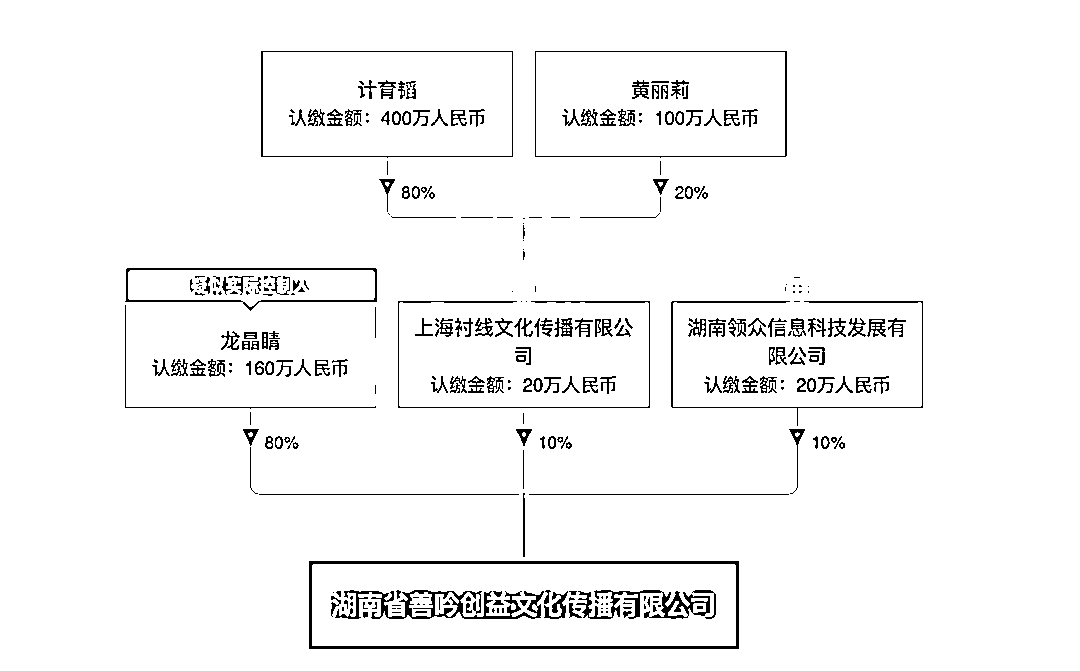 计育韬
认缴金额：400万人民币
黄丽莉
认缴金额：100万人民币
80%
20%
疑似实际控制人
龙晶睛
认缴金额：160万人民币
上海衬线文化传播有限公
司
认缴金额：20万人民币
湖南领众信息科技发展有
限公司
认缴金额：20万人民币
80%
10%
10%
湖南省善吟创益文化传播有限公司